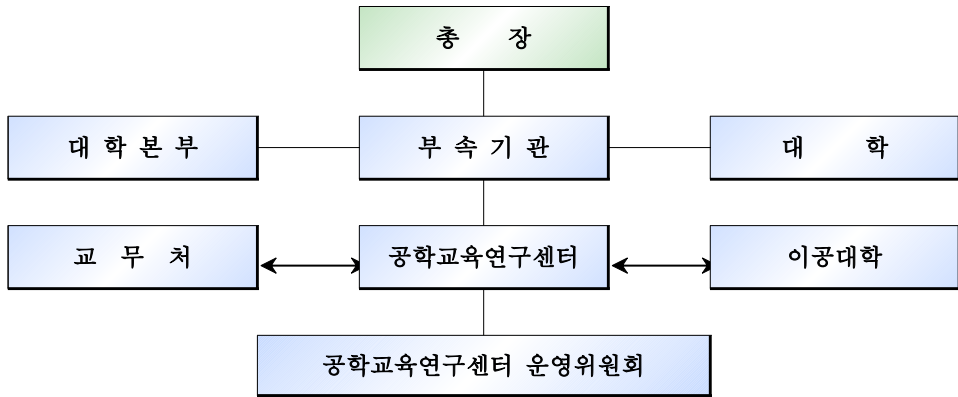 총 장
대 학 본 부
부 속 기 관
대 학
교 무 처
공학교육연구센터
이공대학
공학교육연구센터 운영위원회